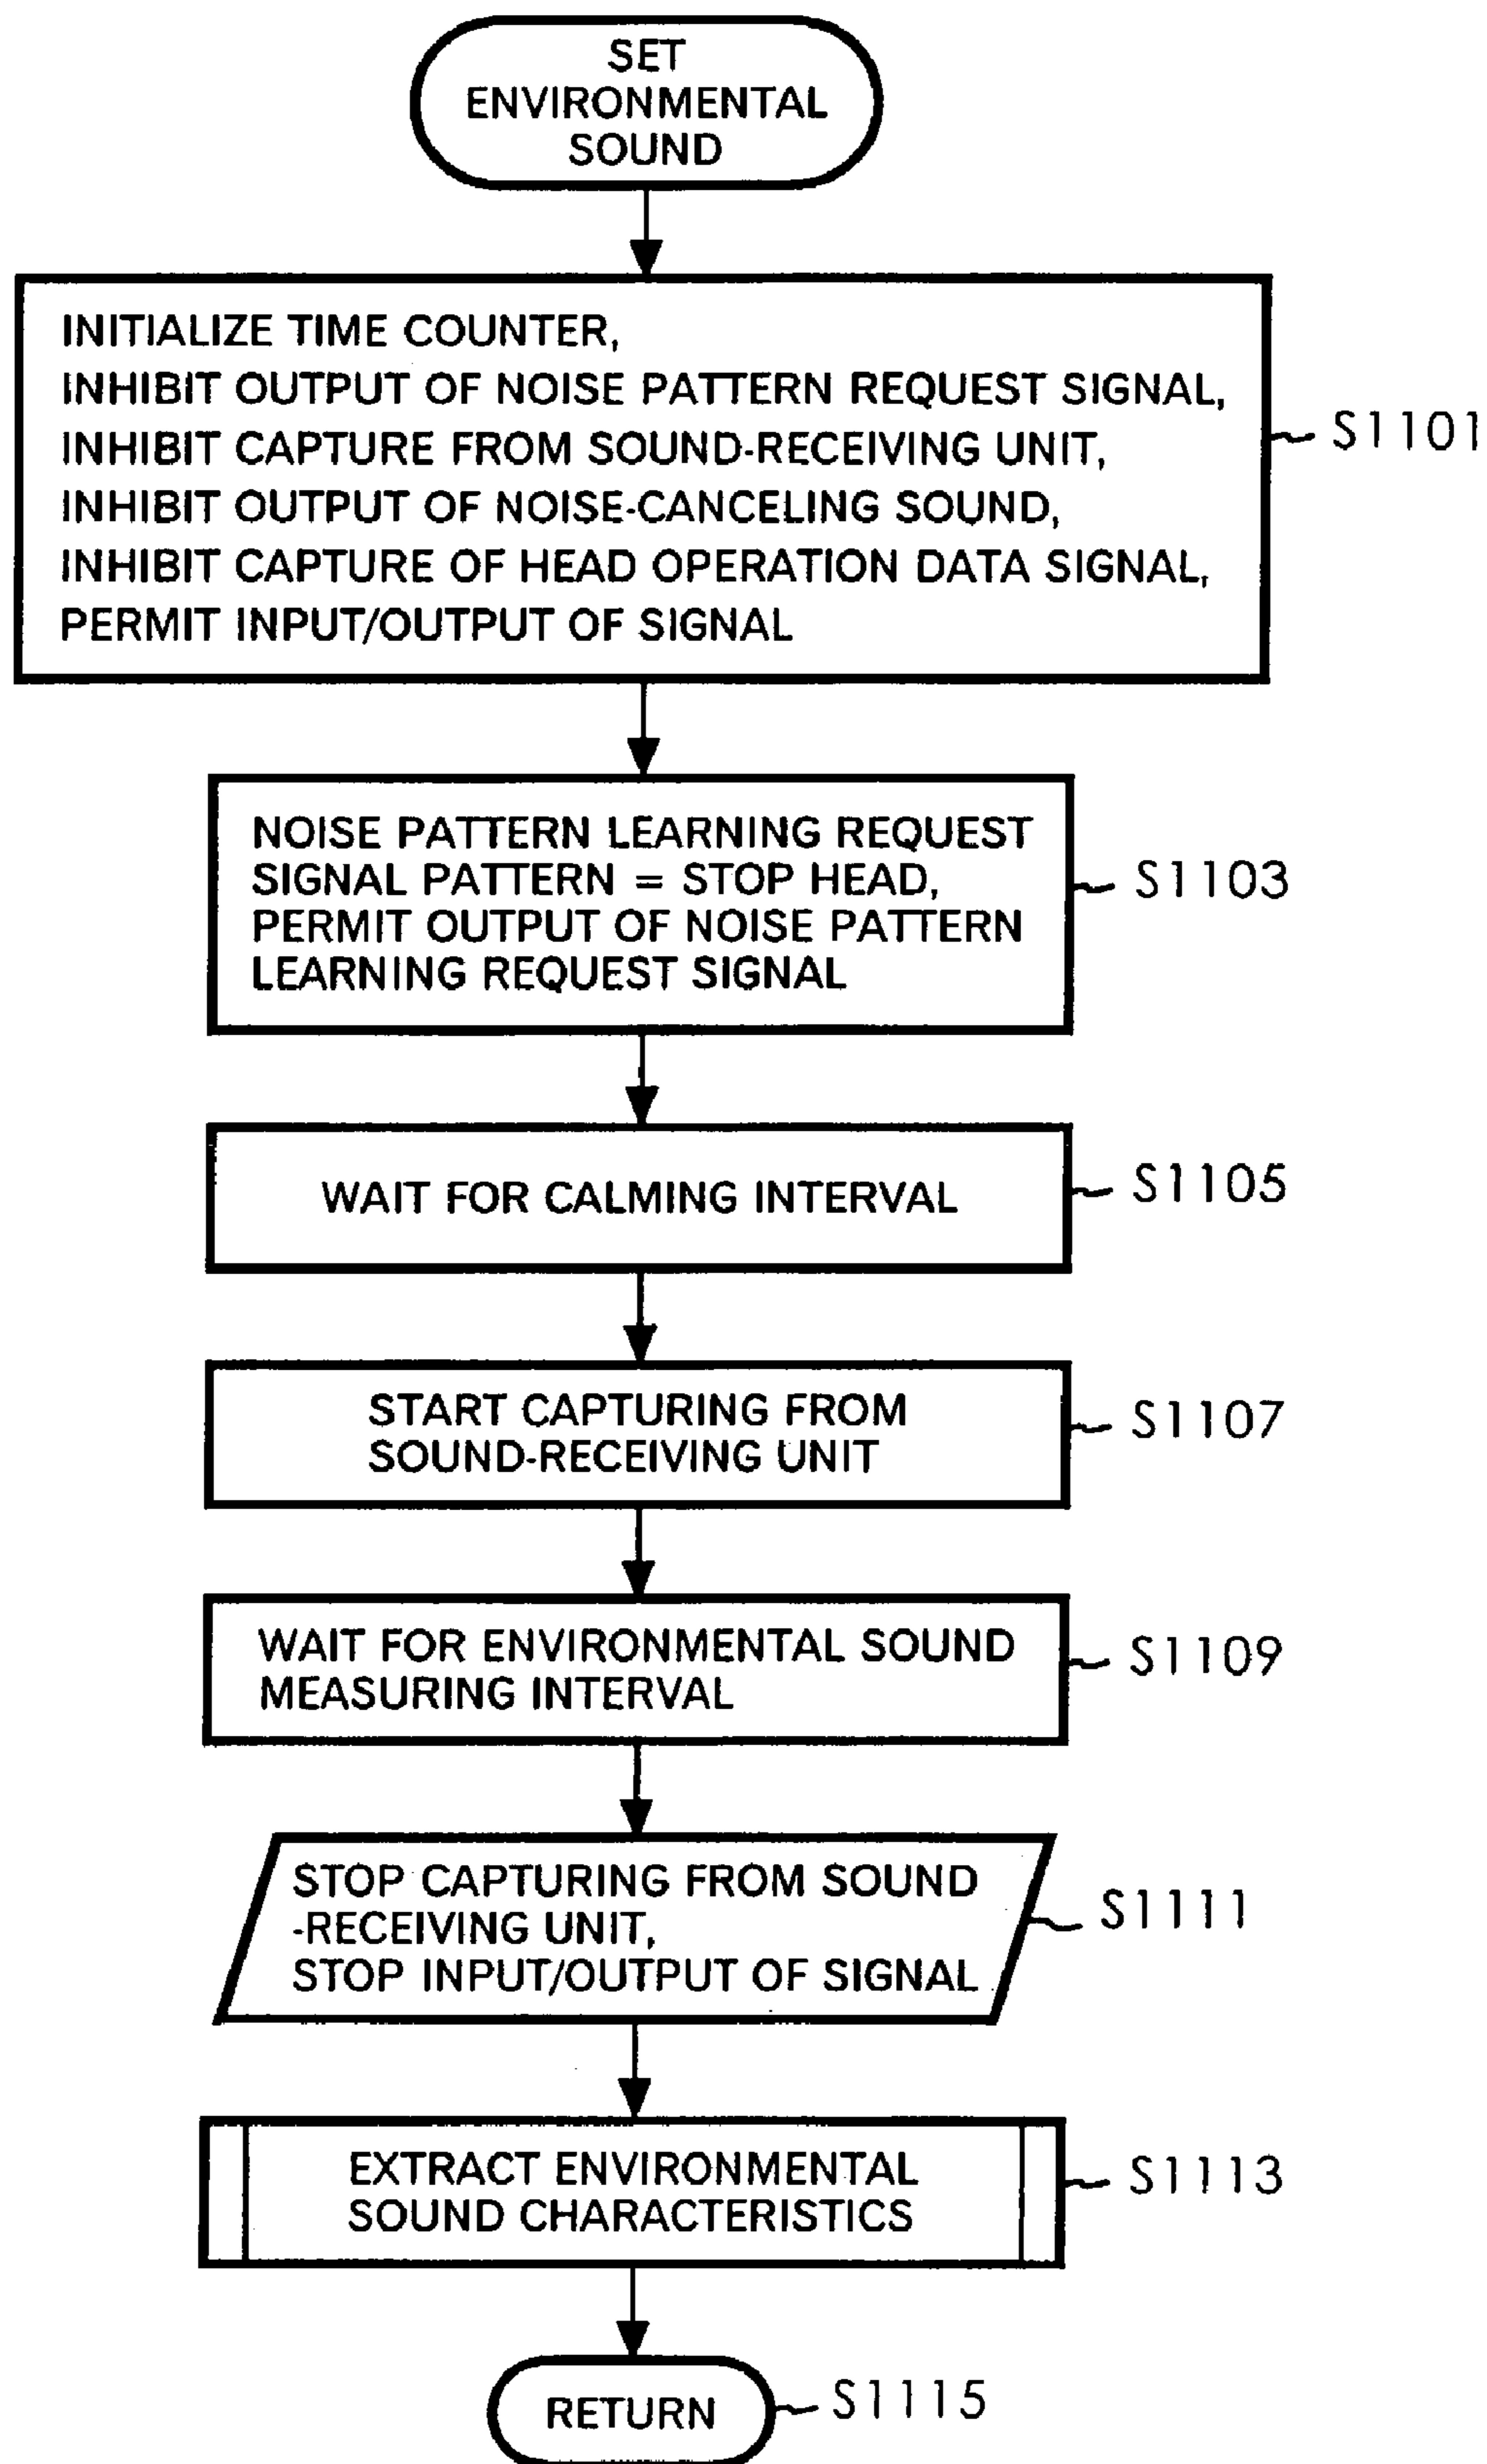 SET
ENVIRONMENTAL
SOUND
INITIALIZE TIME COUNTER,
INHIBIT OUTPUT OF NOISE PATTERN REQUEST SIGNAL,
INHIBIT CAPTURE FROM SOUND-RECEIVING UNIT,
INHIBIT OUTPUT OF NOISE-CANCELING SOUND,
INHIBIT CAPTURE OF HEAD OPERATION DATA SIGNAL,
PERMIT INPUT/OUTPUT OF SIGNAL
S1101
NOISE PATTERN LEARNING REQUEST
SIGNAL PATTERN = STOP HEAD,
PERMIT OUTPUT OF NOISE PATTERN
LEARNING REQUEST SIGNAL
S1103
WAIT FOR CALMING INTERVAL
S1105
START CAPTURING FROM
SOUND-RECEIVING UNIT
S1107
WAIT FOR ENVIRONMENTAL SOUND
MEASURING INTERVAL
S1109
STOP CAPTURING FROM SOUND
-RECEIVING UNIT,
STOP INPUT/OUTPUT OF SIGNAL
S1111
EXTRACT ENVIRONMENTAL
SOUND CHARACTERISTICS
S1113
RETURN
S1115